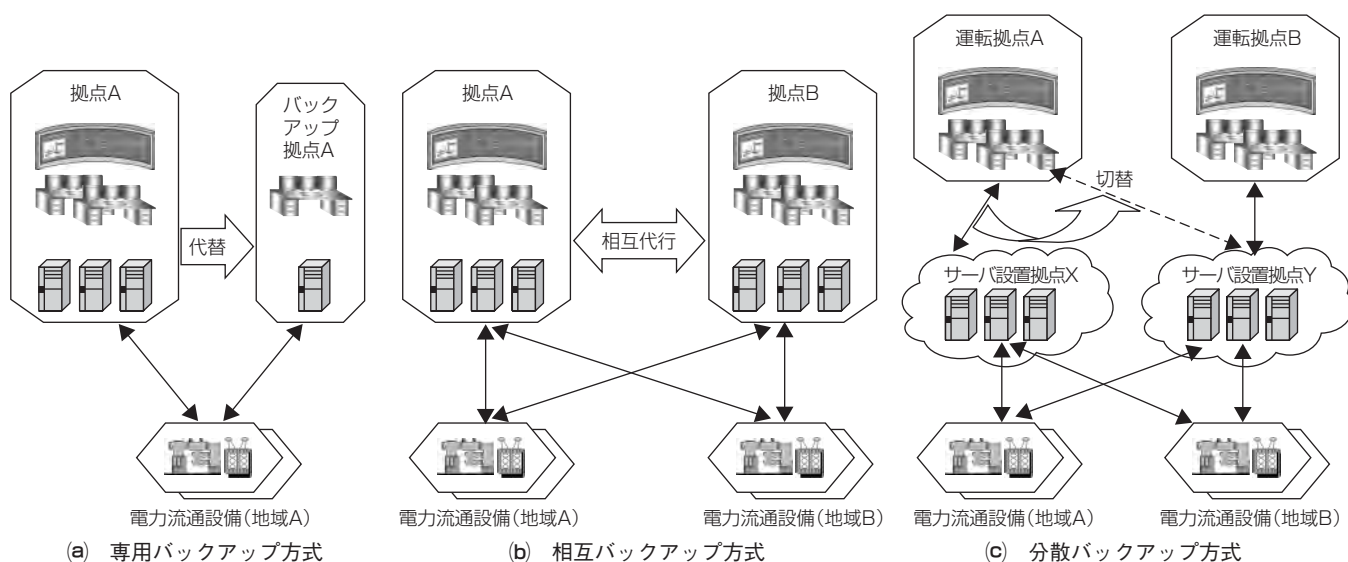 拠点A
バック
アップ
拠点A
代替
電力流通設備(地域A)
(a) 専用バックアップ方式
拠点A
拠点B
相互代行
電力流通設備(地域A)
電力流通設備(地域B)
(b) 相互バックアップ方式
運転拠点A
運転拠点B
切替
サーバ設置拠点X
サーバ設置拠点Y
電力流通設備(地域A)
電力流通設備(地域B)
(c) 分散バックアップ方式